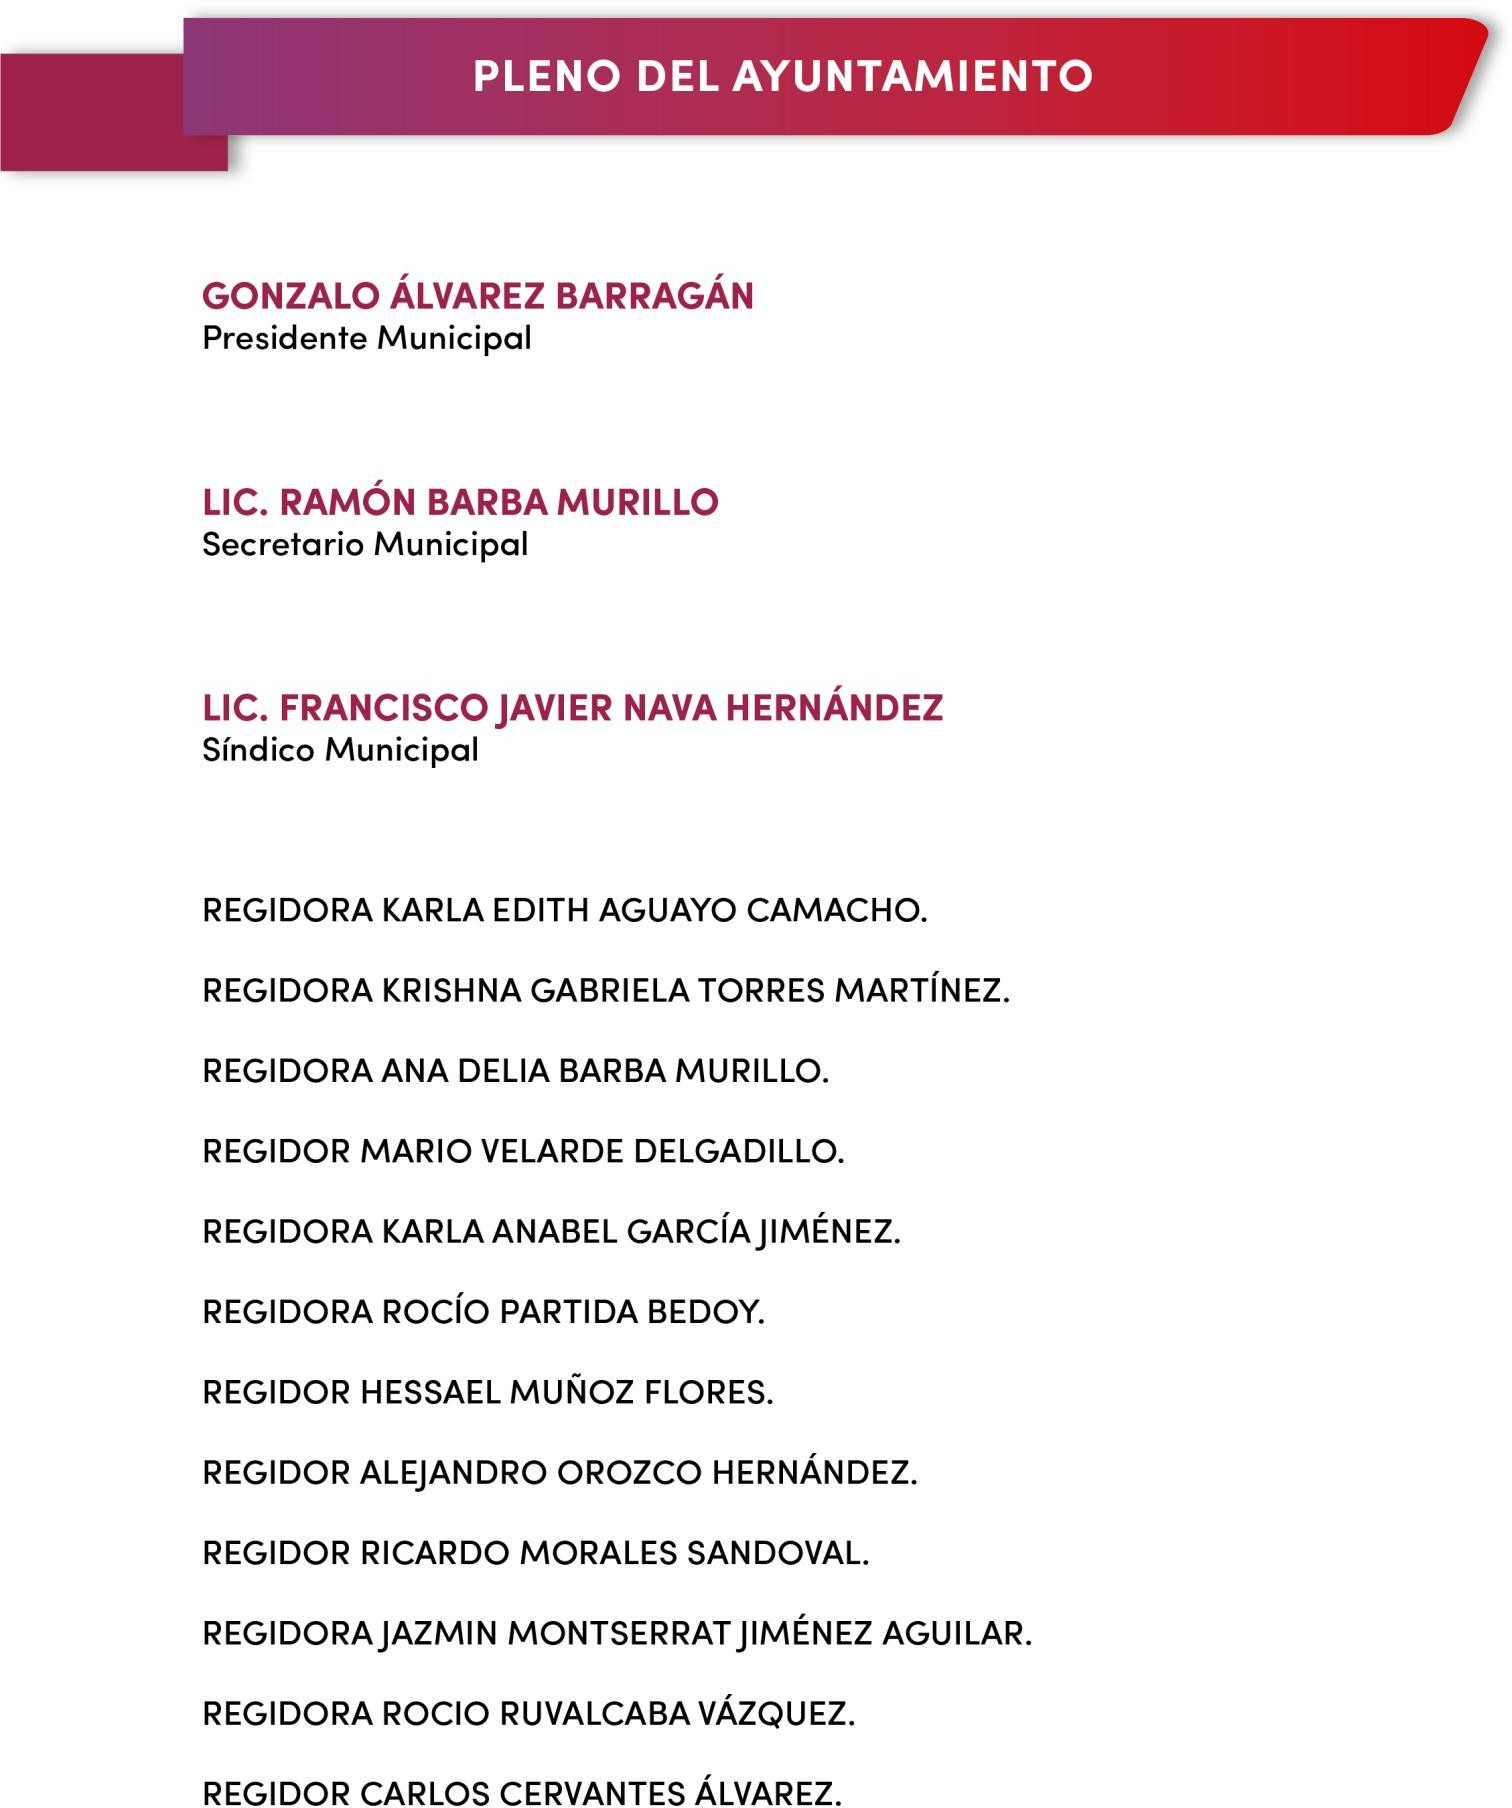 PLENO DEL AYUNTAMIENTO
GONZALO ÁLVAREZ BARRAGÁN
Presidente Municipal
LIC. RAMÓN BARBA MURILLO
Secretario Municipal
LIC. FRANCISCO JAVIER NAVA HERNÁNDEZ
Síndico Municipal
REGIDORA KARLA EDITH AGUAYO CAMACHO.
REGIDORA KRISHNA GABRIELA TORRES MARTÍNEZ.
REGIDORA ANA DELIA BARBA MURILLO.
REGIDOR MARIO VELARDE DELGADILLO.
REGIDORA KARLA ANABEL GARCÍA JIMÉNEZ.
REGIDORA ROCÍO PARTIDA BEDOY.
REGIDOR HESSAEL MUÑOZ FLORES.
REGIDOR ALEJANDRO OROZCO HERNÁNDEZ.
REGIDOR RICARDO MORALES SANDOVAL.
REGIDORA JAZMIN MONTSERRAT JIMÉNEZ AGUILAR.
REGIDORA ROCIO RUVALCABA VÁZQUEZ.
REGIDOR CARLOS CERVANTES ÁLVAREZ.